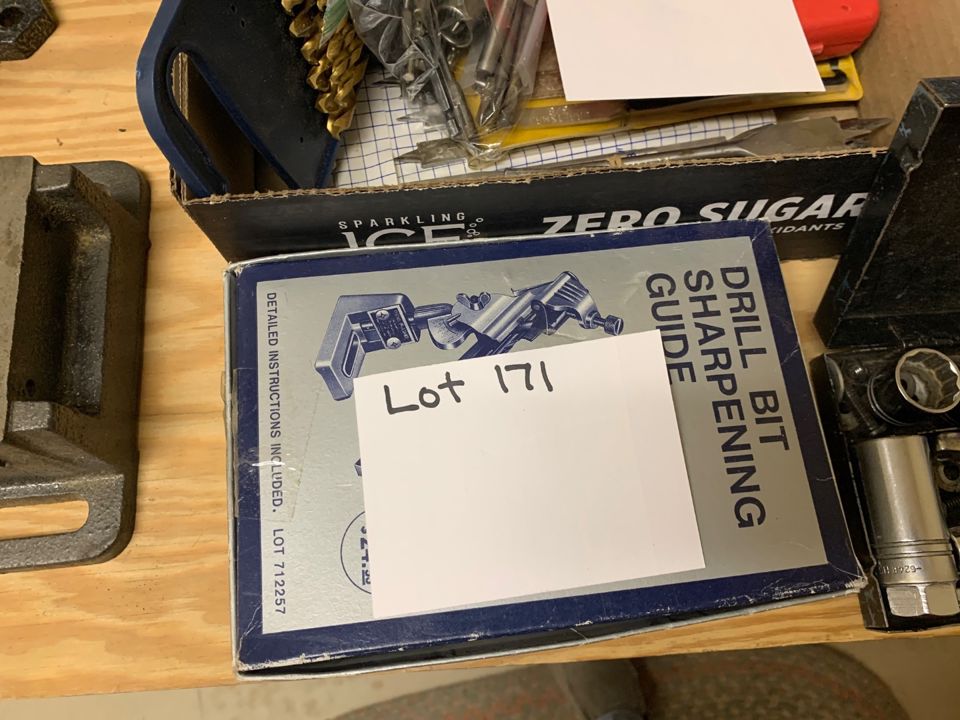 SPARKLING
ICE
ZERO SUGAR
DRILL BIT
SHARPENING
GUIDE
Lot 171
DETAILED INSTRUCTIONS INCLUDED. LOT 712257